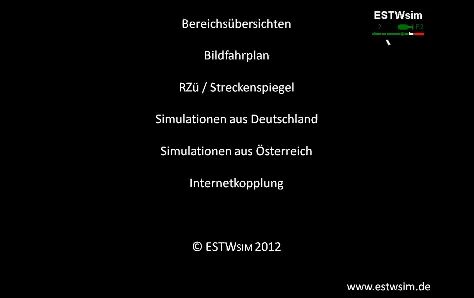 ESTWsim
Bereichsübersichten
Bildfahrplan
RZü / Streckenspiegel
Simulationen aus Deutschland
Simulationen aus Österreich
Internetkopplung
© ESTWSIM 2012
www.estwsim.de